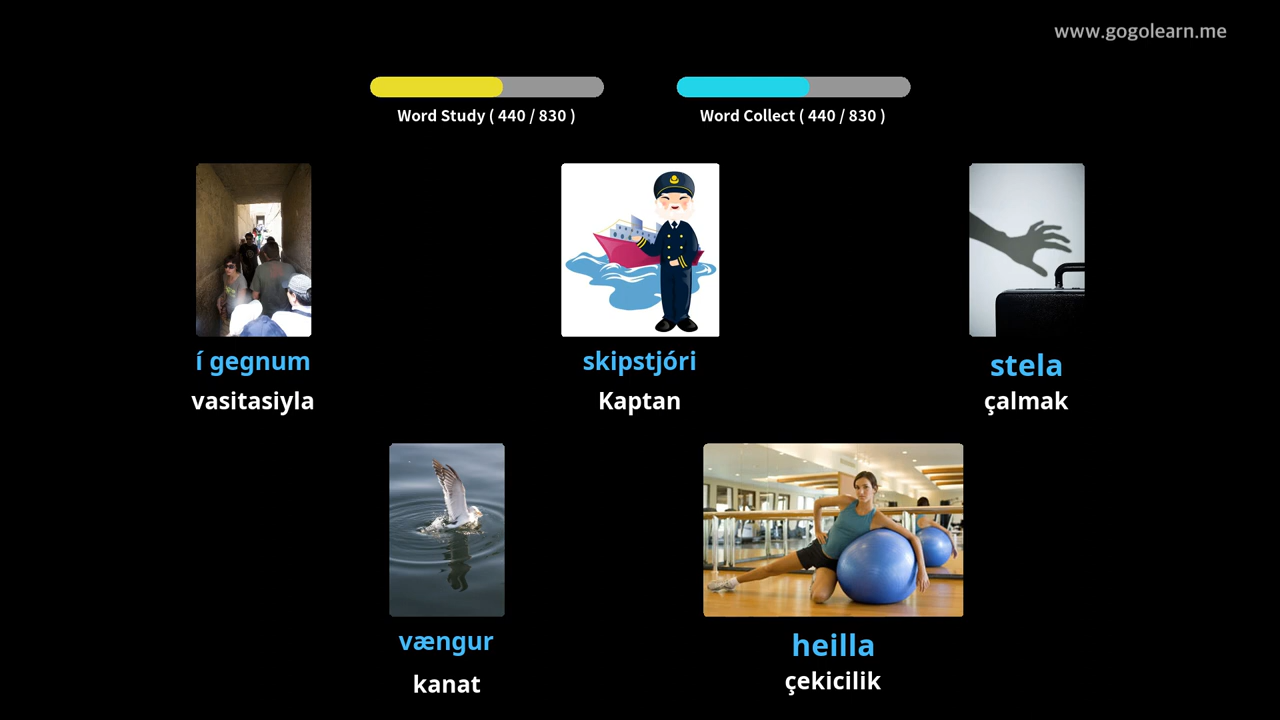 www.gogolearn.me
Word Study ( 440 / 830 )
Word Collect ( 440 / 830 )
í gegnum
vasitasiyla
skipstjóri
Kaptan
stela
çalmak
vængur
kanat
heilla
çekicilik